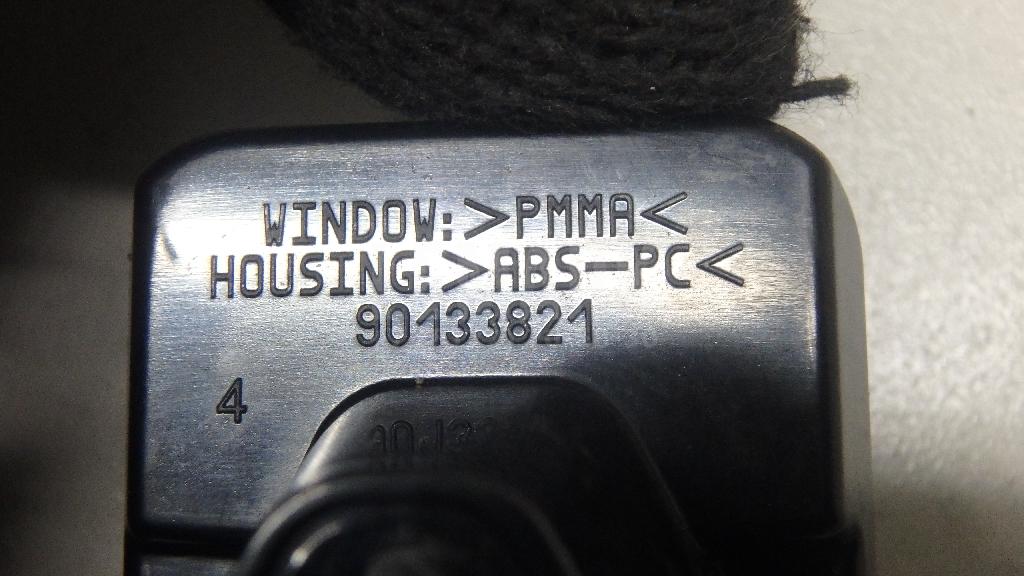 WINDOW:>PMMA<
HOUSING:>ABS-PC<
90133821
4